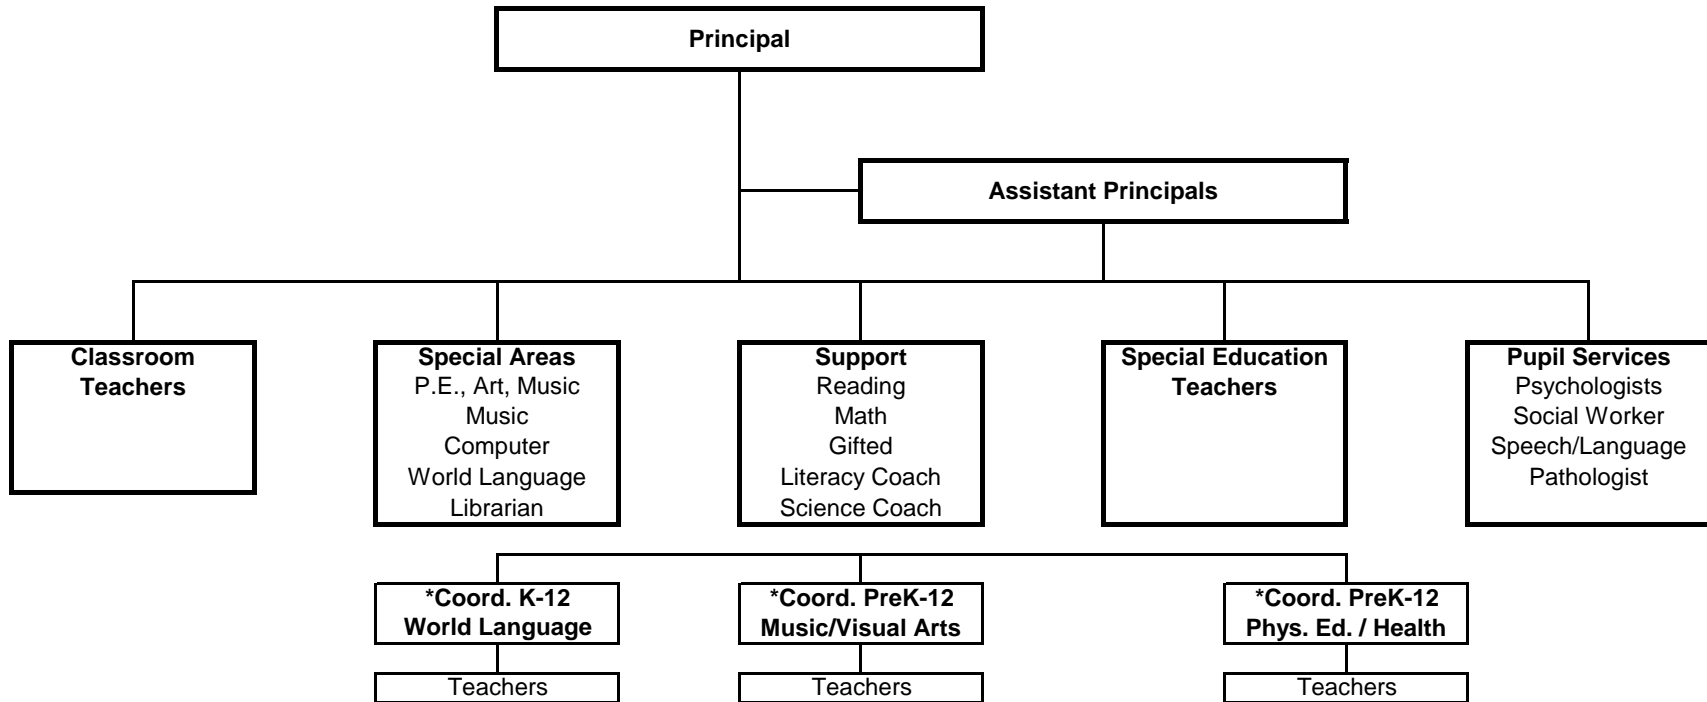 Principal
Assistant Principals
Classroom
Teachers
Special Areas
P.E., Art, Music
Music
Computer
World Language
Librarian
Support
Reading
Math
Gifted
Literacy Coach
Science Coach
Special Education
Teachers
Pupil Services
Psychologists
Social Worker
Speech/Language
Pathologist
*Coord. K-12
World Language
*Coord. PreK-12
Music/Visual Arts
*Coord. PreK-12
Phys. Ed. / Health
Teachers
Teachers
Teachers